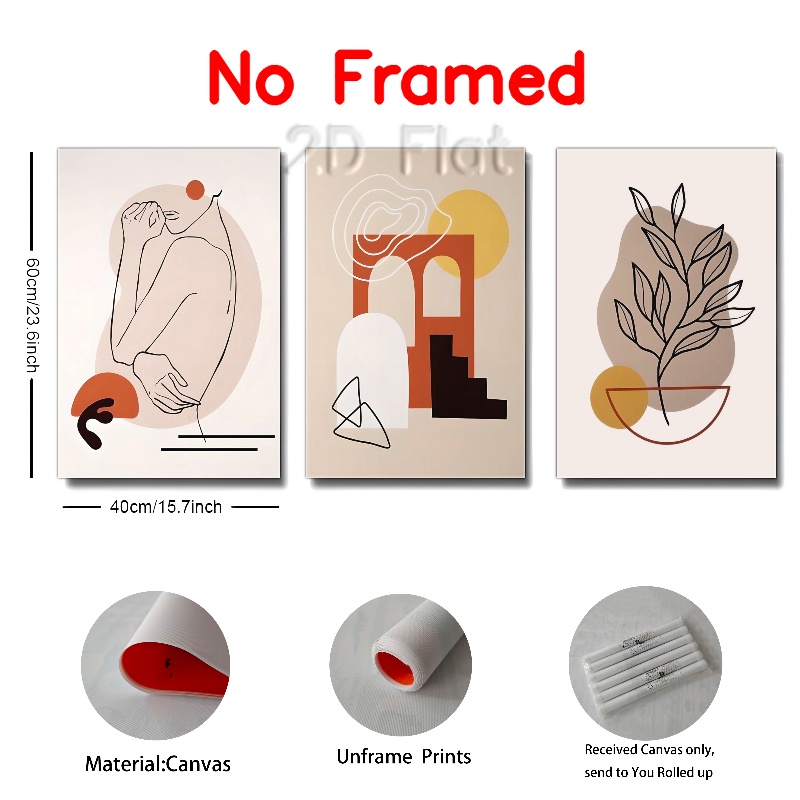 No Framed
2D Flat
60cm/23.6inch
40cm/15.7inch
Material:Canvas
Unframe Prints
Received Canvas only,
send to You Rolled up